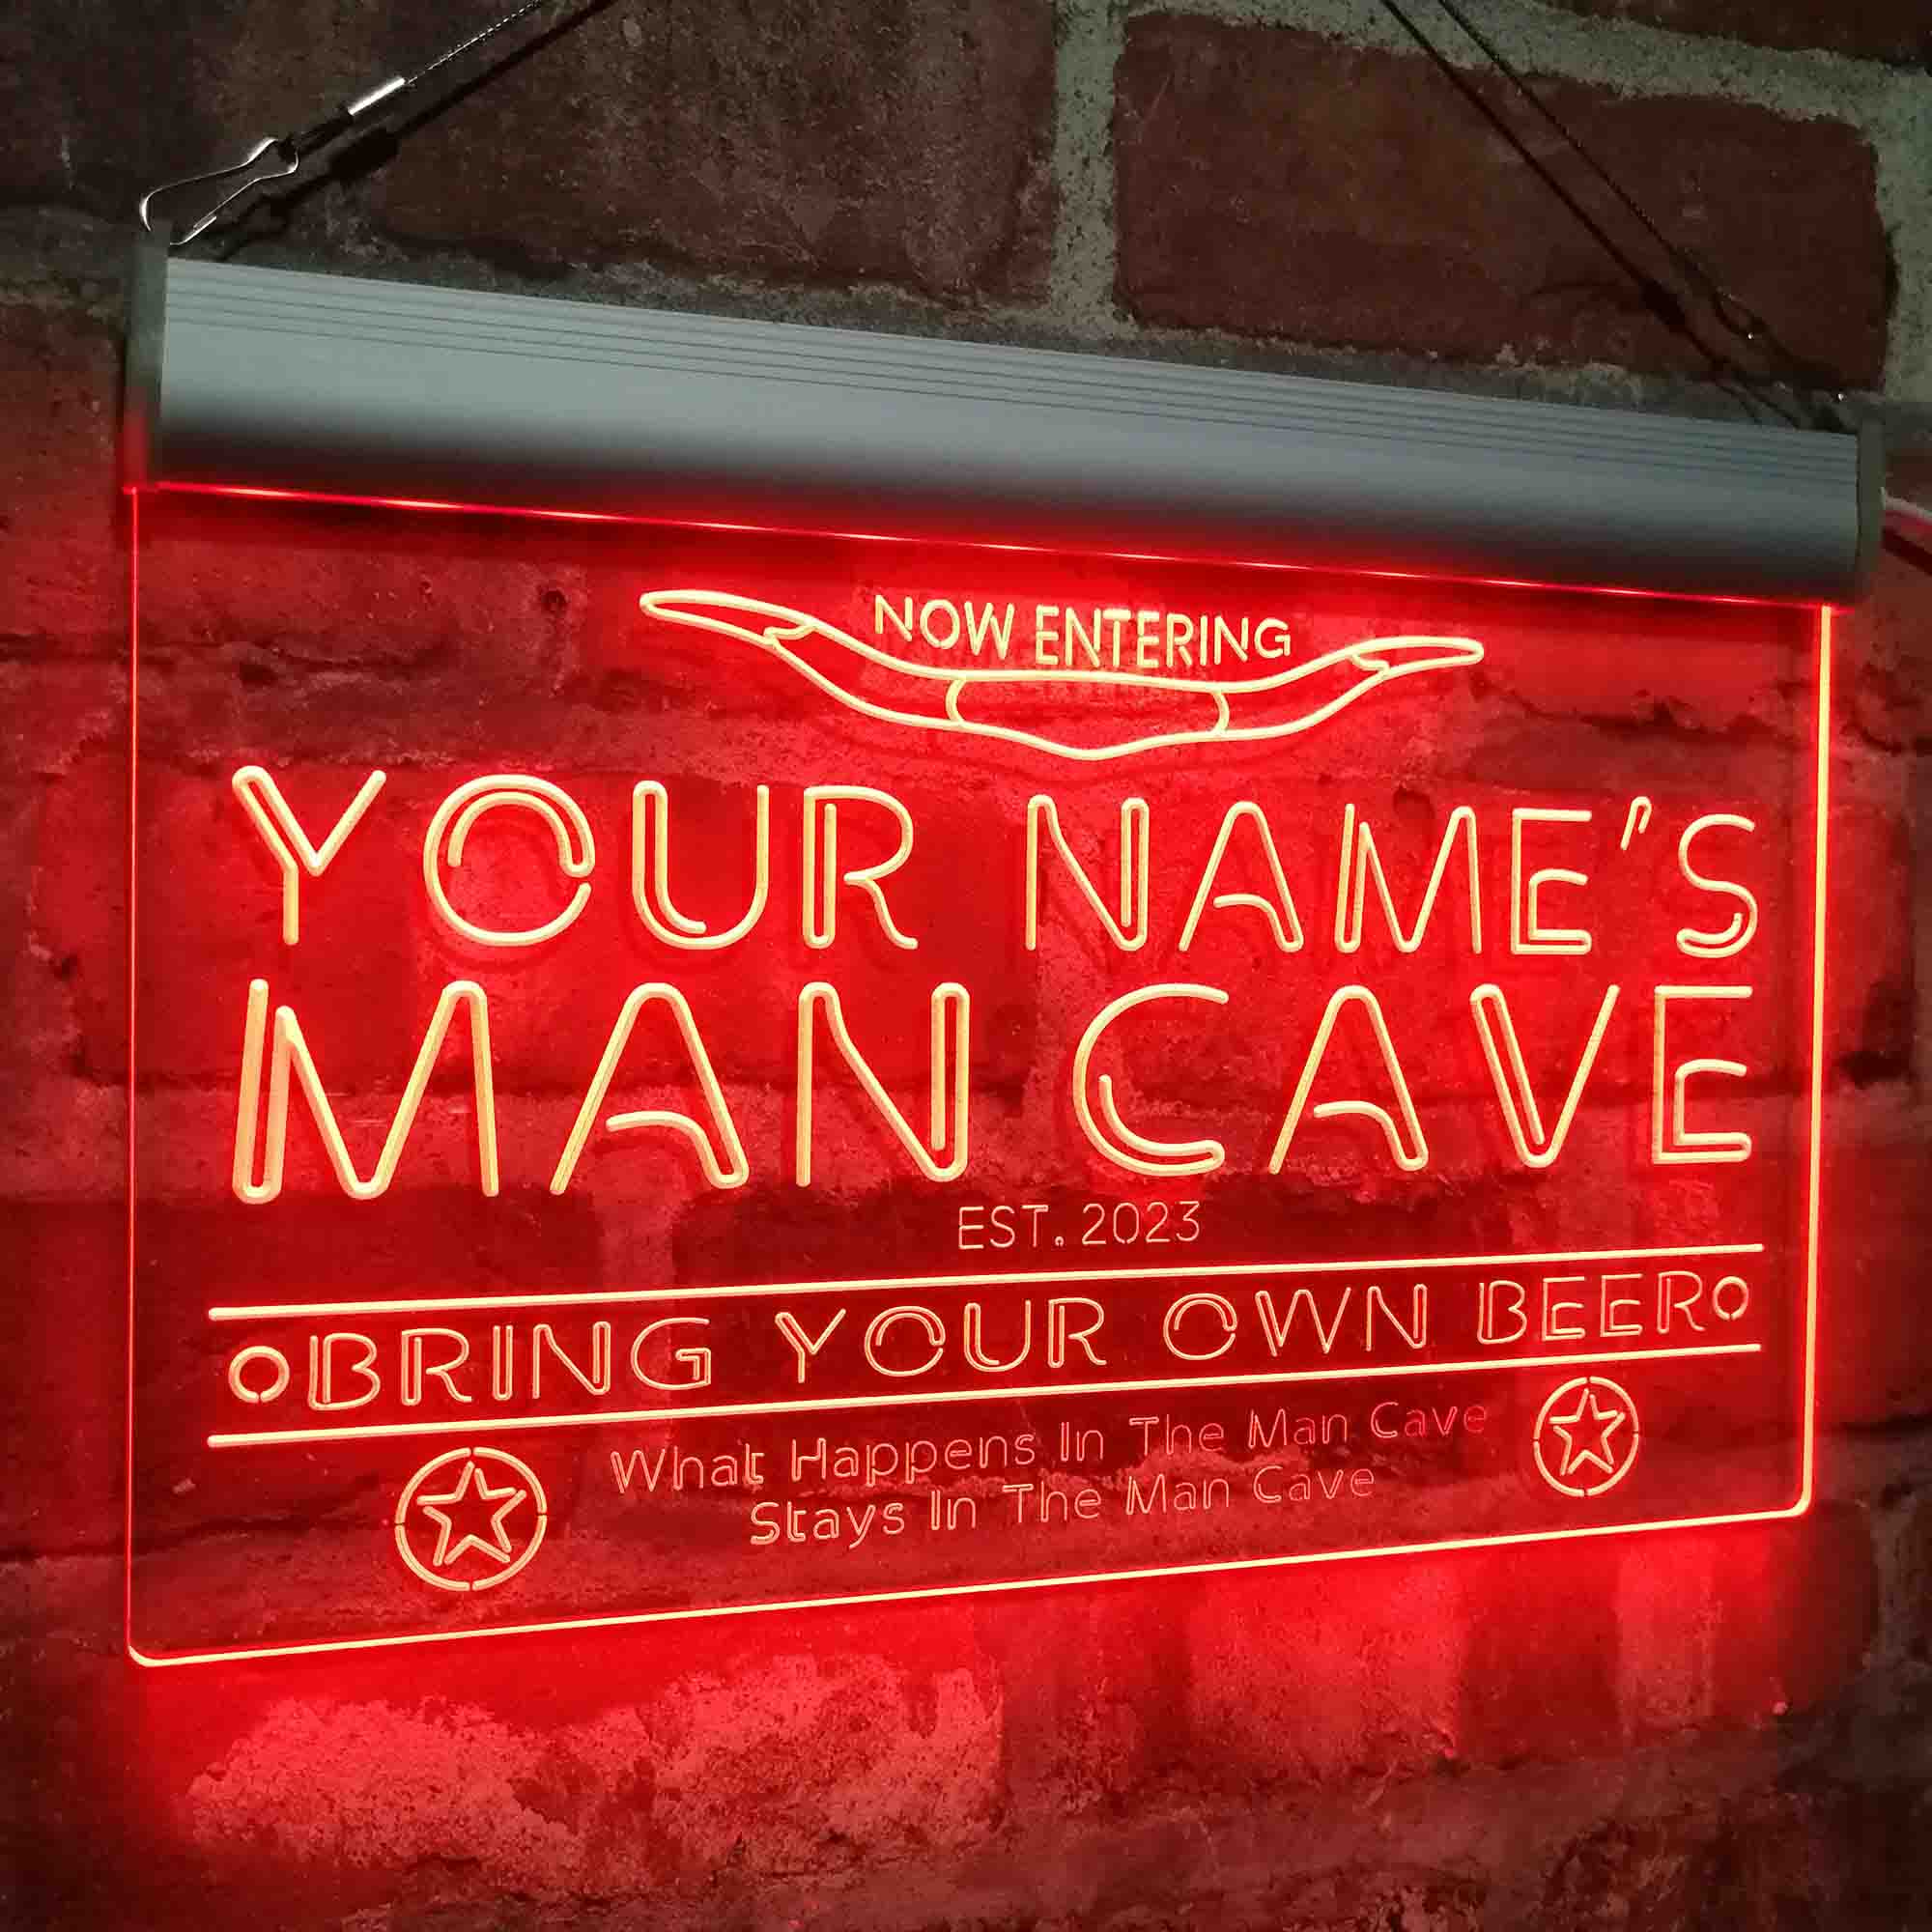 NOW ENTERING
YOUR NAME'S
MAN CAVE
EST. 2023
BRING YOUR OWN BEER
What Happens In The Man Cave
Stays In The Man Cave